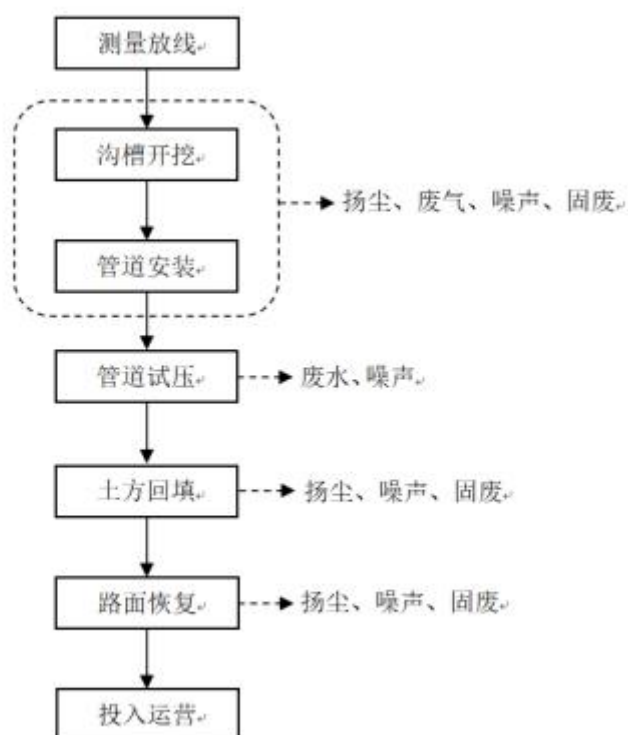 测量放线
沟槽开挖
扬尘、废气、噪声、固废
管道安装
管道试压
废水、噪声
土方回填
扬尘、噪声、固废
路面恢复
扬尘、噪声、固废
投入运营